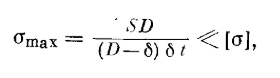 σmax = SD / (D—δ) δ t ≪ [σ],